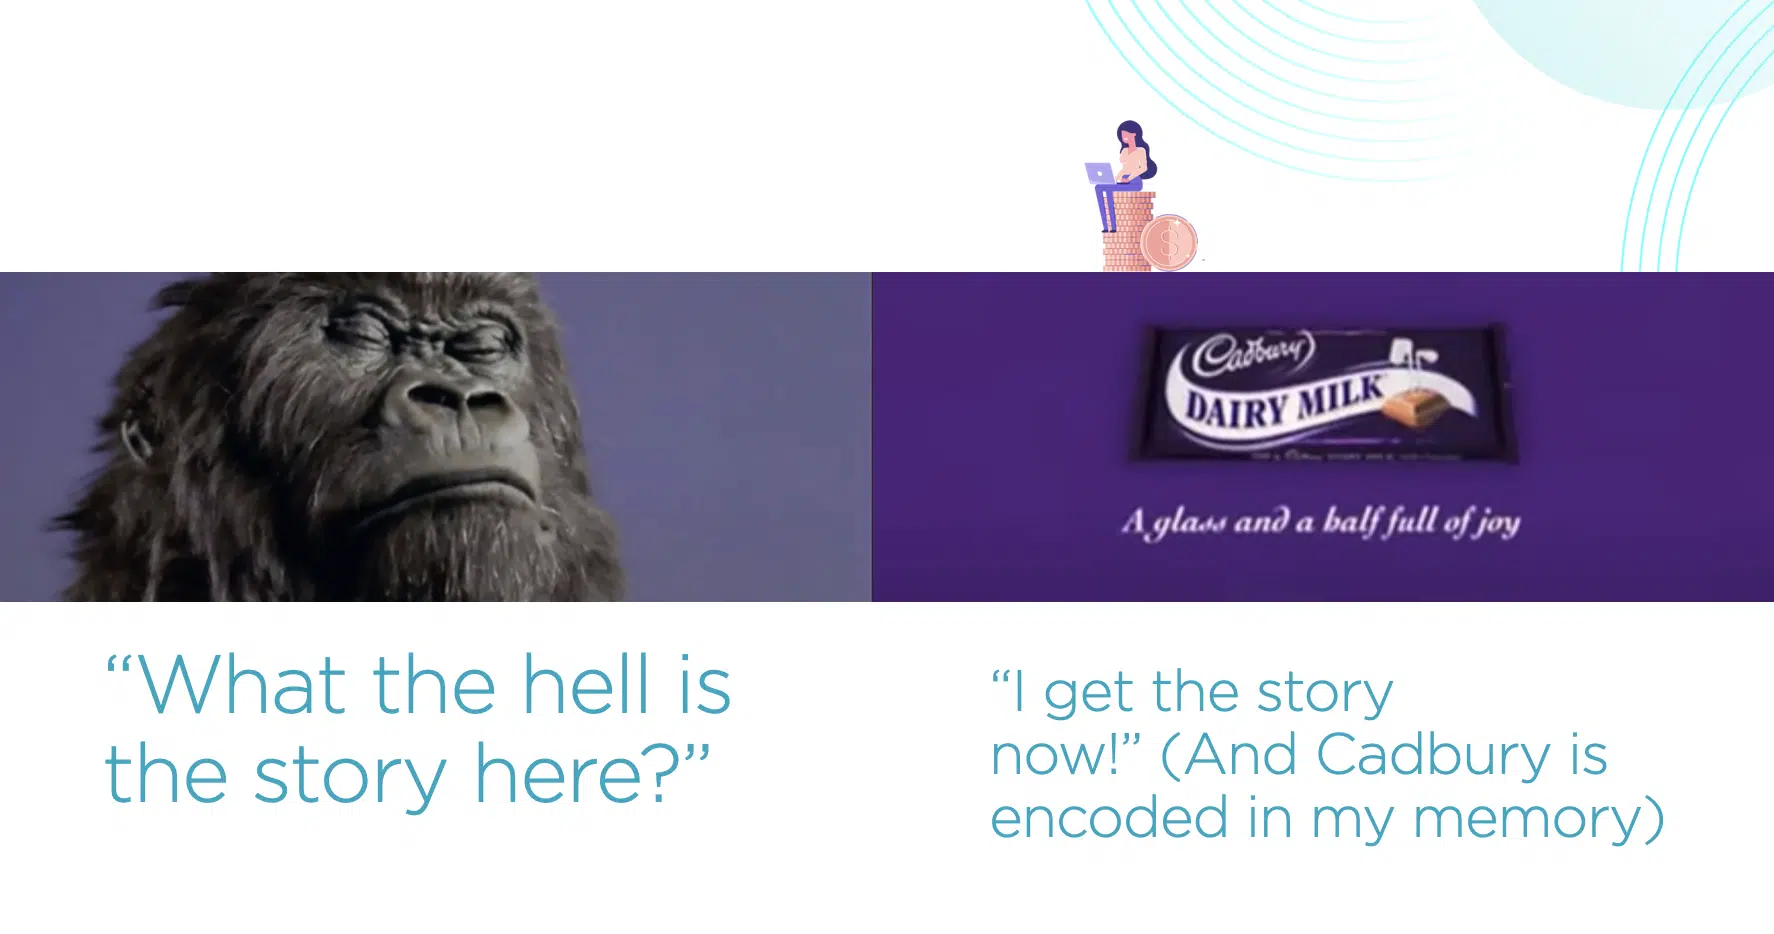 Cadbury
DAIRY MILK
A glass and a half full of joy
“What the hell is
the story here?”
“I get the story
now!” (And Cadbury is
encoded in my memory)